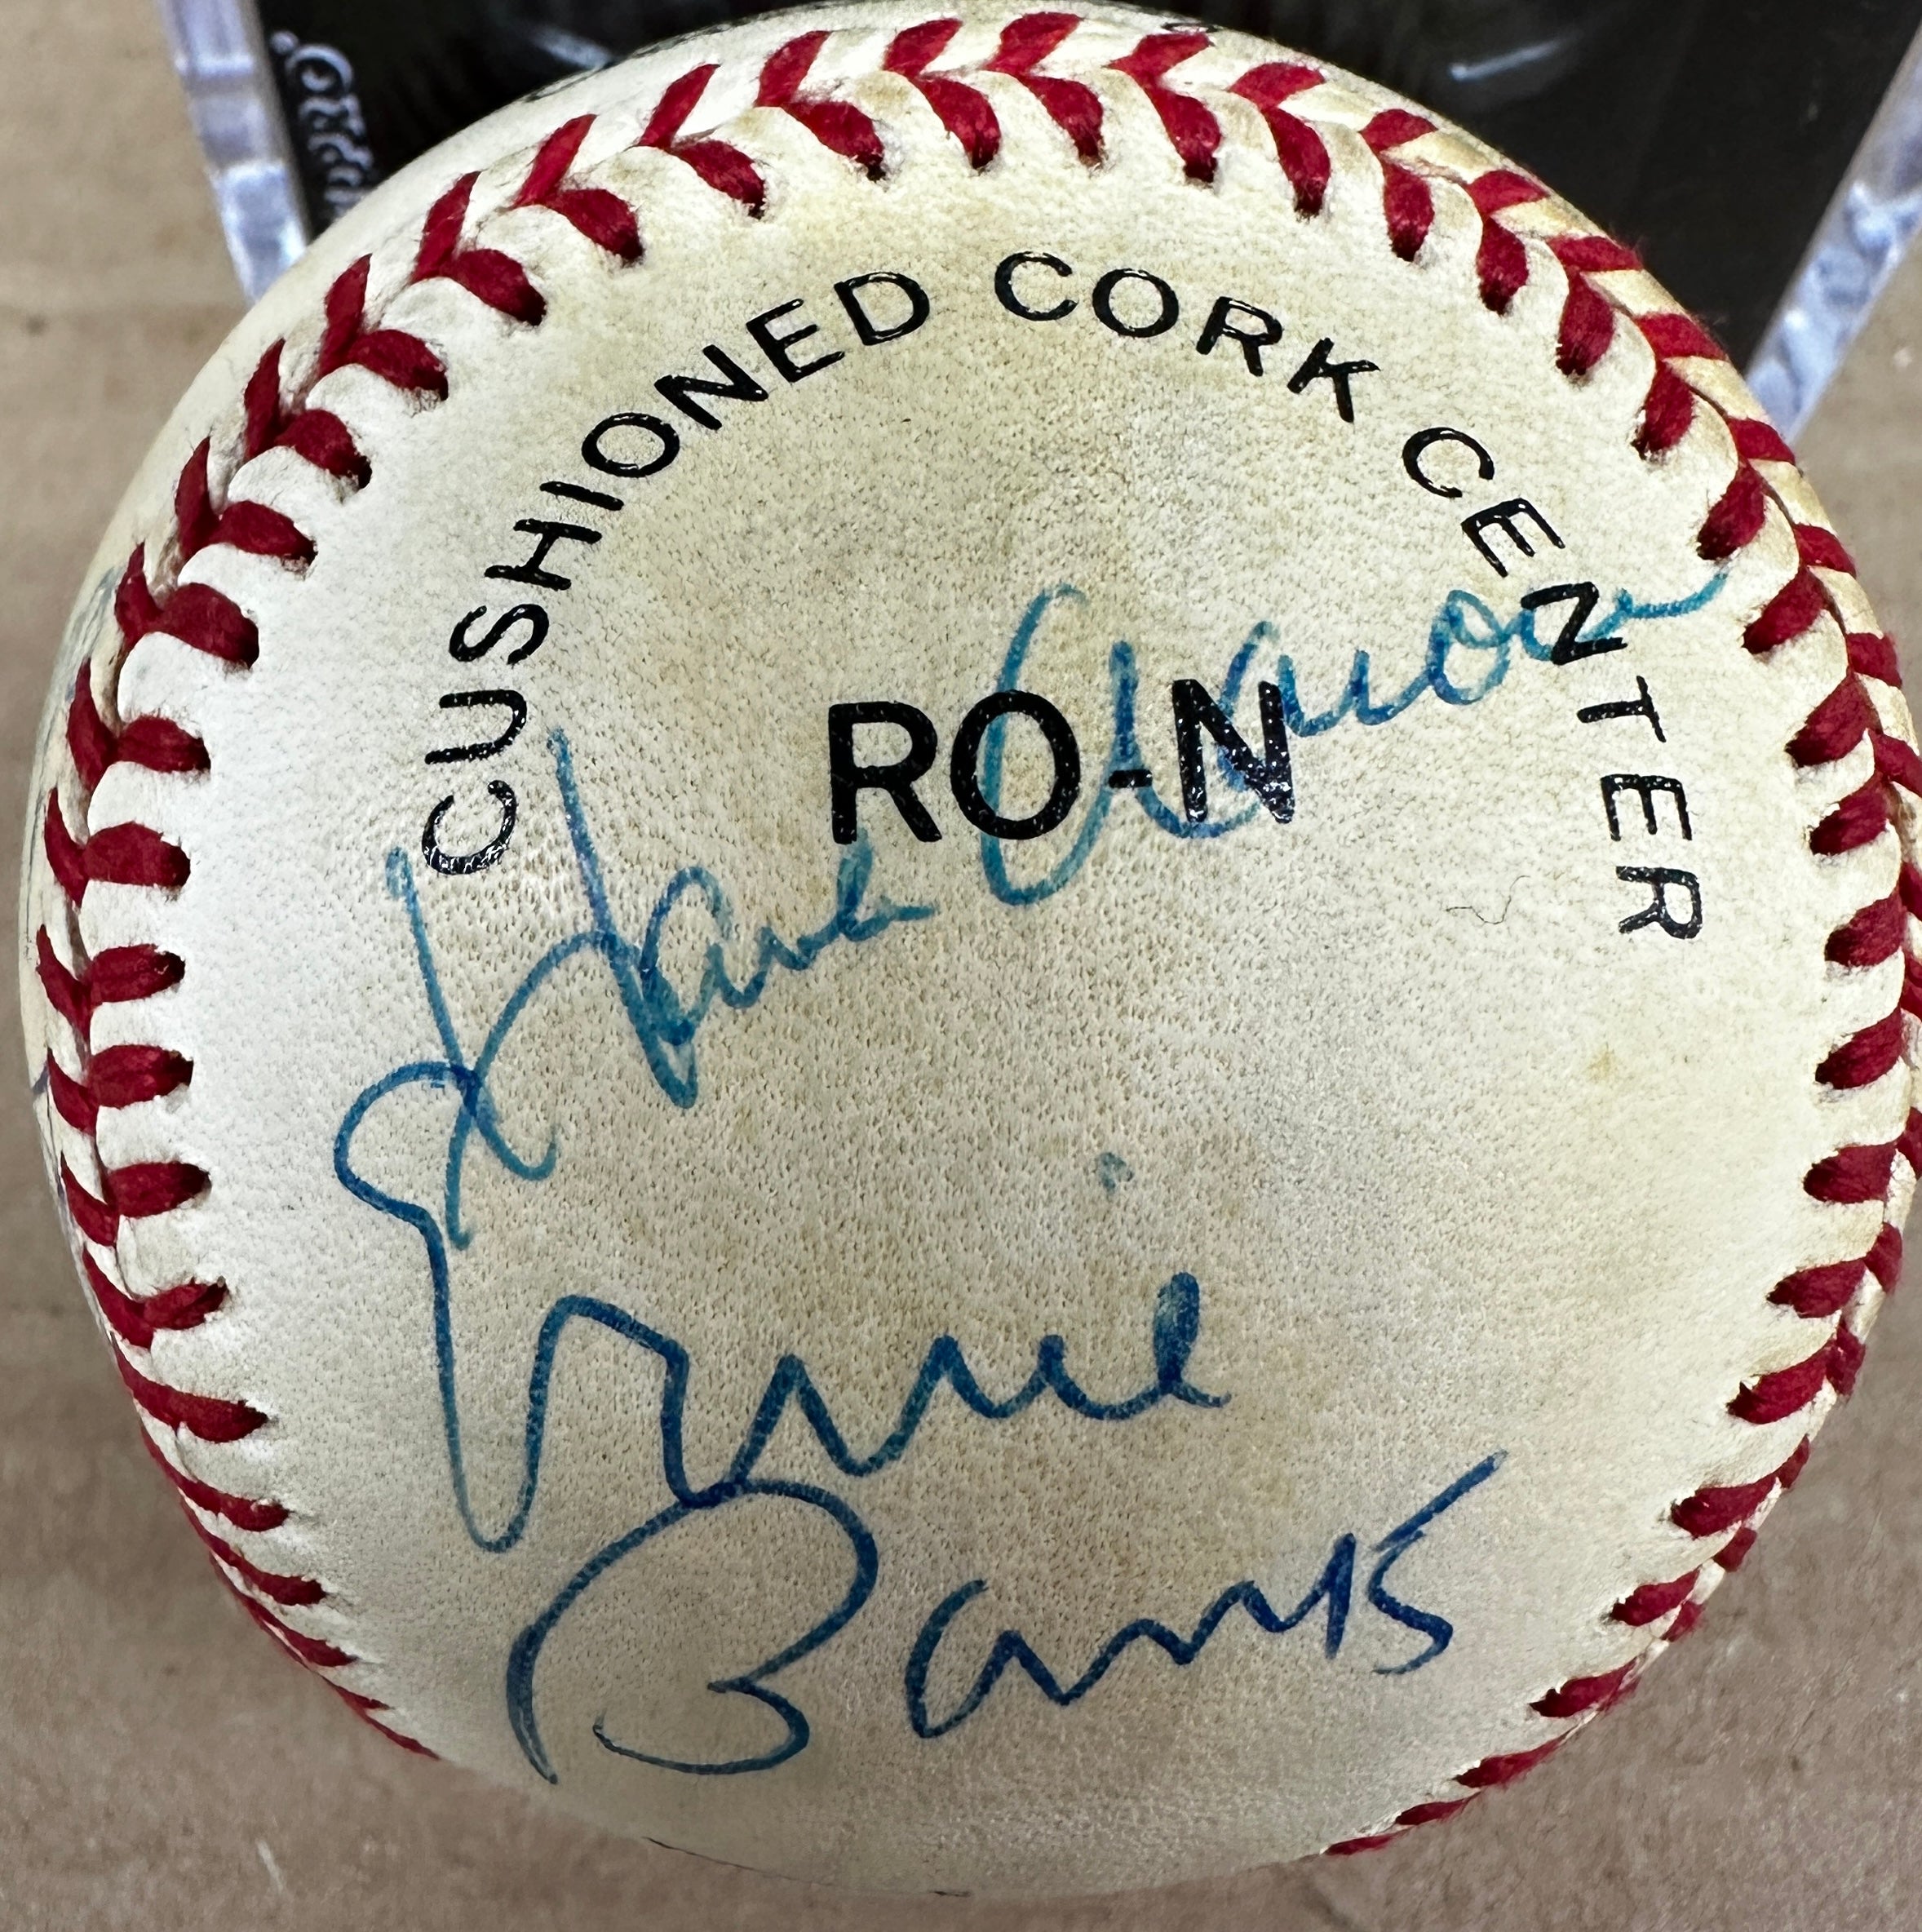 CUSHIONED CORK CENTER
RO-N
Hank Aaron
Ernie
Banks